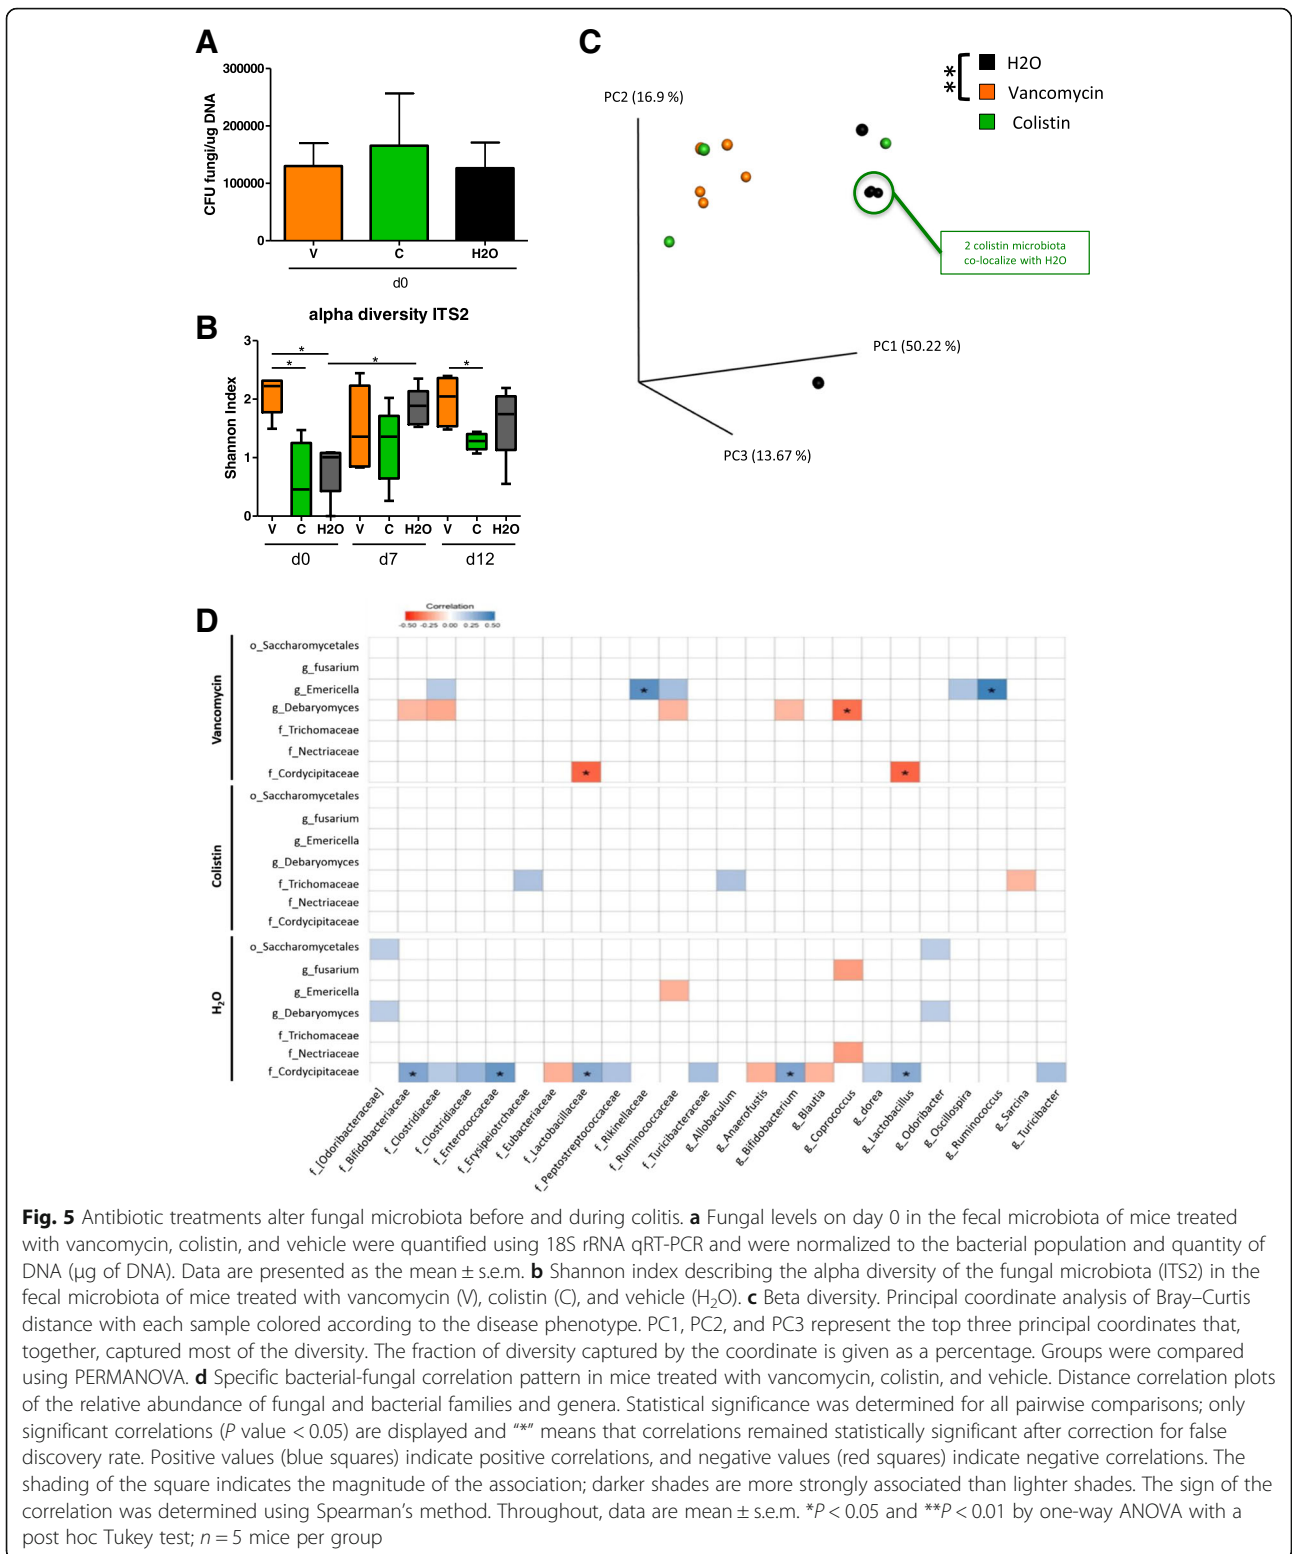 A
300000
200000
100000
0
CFU fungi/ug DNA
V
C
H2O
d0
B
alpha diversity ITS2
3
2
1
0
Shannon Index
V
C
H2O
V
C
H2O
V
C
H2O
d0
d7
d12
*
*
*
*
C
PC2 (16.9 %)
**
H2O
Vancomycin
Colistin
2 colistin microbiota
co-localize with H2O
PC1 (50.22 %)
PC3 (13.67 %)
D
Correlation
-0.50 -0.25 0.00 0.25 0.50
Vancomycin
o_Saccharomycetales
g_fusarium
g_Emericella * *
g_Debaryomyces *
f_Trichomaceae
f_Nectriaceae
f_Cordycipitaceae * *
Colistin
o_Saccharomycetales
g_fusarium
g_Emericella
g_Debaryomyces
f_Trichomaceae
f_Nectriaceae
f_Cordycipitaceae
H₂O
o_Saccharomycetales
g_fusarium
g_Emericella
g_Debaryomyces
f_Trichomaceae
f_Nectriaceae
f_Cordycipitaceae * * * * *
f_[Odoribacteraceae]
f_Bifidobacteriaceae
f_Clostridiaceae
f_Clostridiaceae
f_Enterococcaceae
f_Erysipeiotrchaceae
f_Eubacteriaceae
f_Lactobacillaceae
f_Peptostreptococcaceae
f_Rikinellaceae
f_Ruminococcaceae
f_Turicibacteraceae
g_Allobaculum
g_Anaerofustis
g_Bifidobacterium
g_Blautia
g_Coprococcus
g_dorea
g_Lactobacillus
g_Odoribacter
g_Oscillospira
g_Ruminococcus
g_Sarcina
g_Turicibacter
Fig. 5 Antibiotic treatments alter fungal microbiota before and during colitis. a Fungal levels on day 0 in the fecal microbiota of mice treated
with vancomycin, colistin, and vehicle were quantified using 18S rRNA qRT-PCR and were normalized to the bacterial population and quantity of
DNA (μg of DNA). Data are presented as the mean ± s.e.m. b Shannon index describing the alpha diversity of the fungal microbiota (ITS2) in the
fecal microbiota of mice treated with vancomycin (V), colistin (C), and vehicle (H₂O). c Beta diversity. Principal coordinate analysis of Bray–Curtis
distance with each sample colored according to the disease phenotype. PC1, PC2, and PC3 represent the top three principal coordinates that,
together, captured most of the diversity. The fraction of diversity captured by the coordinate is given as a percentage. Groups were compared
using PERMANOVA. d Specific bacterial-fungal correlation pattern in mice treated with vancomycin, colistin, and vehicle. Distance correlation plots
of the relative abundance of fungal and bacterial families and genera. Statistical significance was determined for all pairwise comparisons; only
significant correlations (P value < 0.05) are displayed and “*” means that correlations remained statistically significant after correction for false
discovery rate. Positive values (blue squares) indicate positive correlations, and negative values (red squares) indicate negative correlations. The
shading of the square indicates the magnitude of the association; darker shades are more strongly associated than lighter shades. The sign of the
correlation was determined using Spearman’s method. Throughout, data are mean ± s.e.m. *P < 0.05 and **P < 0.01 by one-way ANOVA with a
post hoc Tukey test; n = 5 mice per group